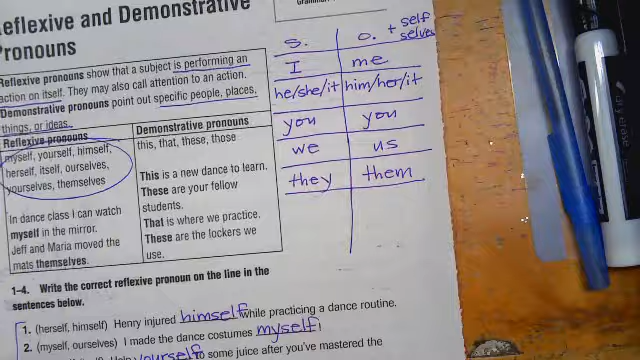 Reflexive and Demonstrative
Pronouns
Reflexive pronouns show that a subject is performing an
action on itself. They may also call attention to an action.
Demonstrative pronouns point out specific people, places,
things, or ideas.
Reflexive pronouns
myself, yourself, himself,
herself, itself, ourselves,
yourselves, themselves
In dance class I can watch
myself in the mirror.
Jeff and Maria moved the
mats themselves.
Demonstrative pronouns
this, that, these, those
This is a new dance to learn.
These are your fellow
students.
That is where we practice.
These are the lockers we
use.
s. o. + self
selves
I me
he/she/it him/her/it
you you
we us
they them
1–4. Write the correct reflexive pronoun on the line in the
sentences below.
1. (herself, himself) Henry injured himself while practicing a dance routine.
2. (myself, ourselves) I made the dance costumes myself
yourself to some juice after you've mastered the